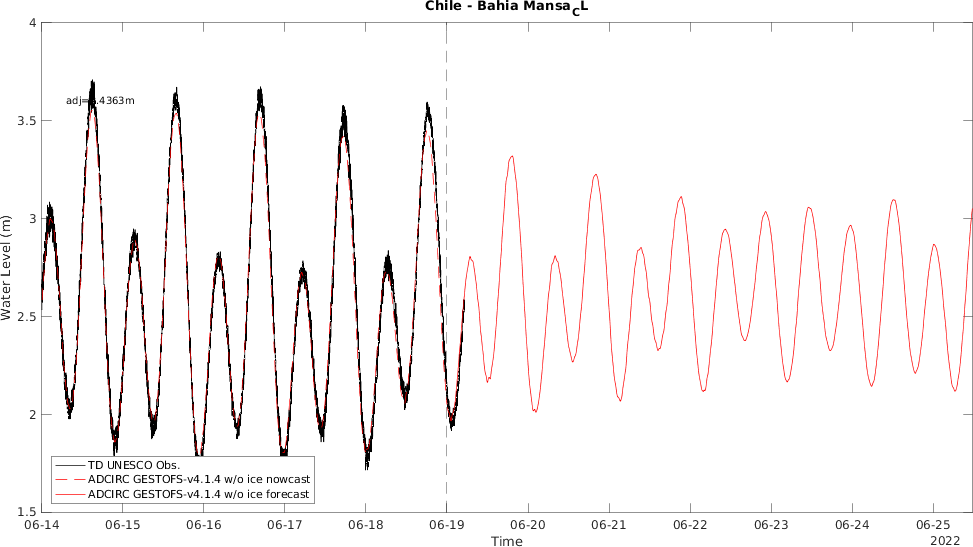 Chile - Bahia Mansa_CL
4
3.5
3
2.5
2
1.5
Water Level (m)
.4363m
TD UNESCO Obs.
ADCIRC GESTOFS-v4.1.4 w/o ice nowcast
ADCIRC GESTOFS-v4.1.4 w/o ice forecast
06-14 06-15 06-16 06-17 06-18 06-19 06-20 06-21 06-22 06-23 06-24 06-25
Time
2022